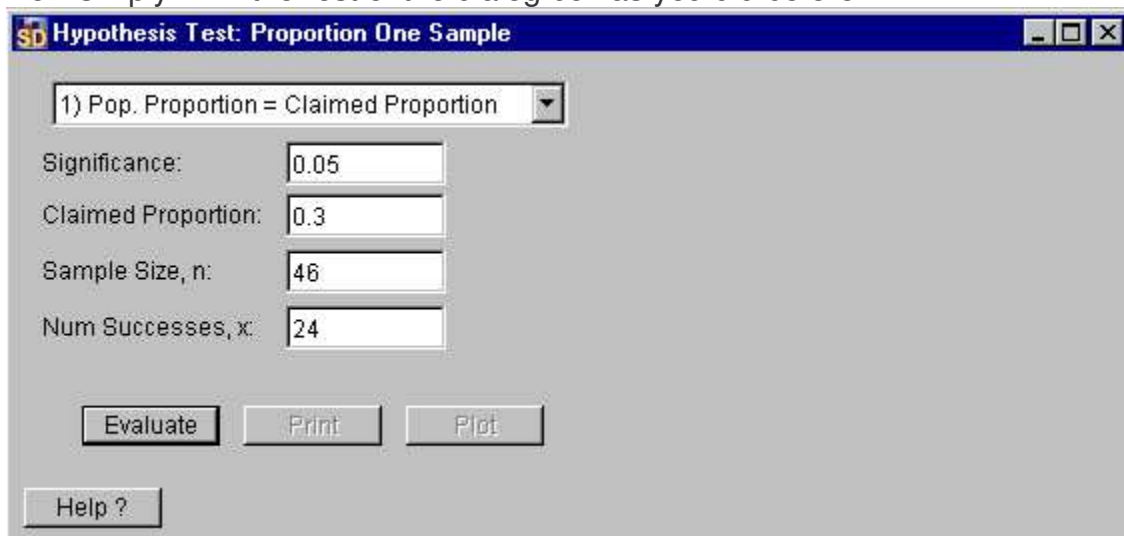 SD Hypothesis Test: Proportion One Sample
1) Pop. Proportion = Claimed Proportion
Significance: 0.05
Claimed Proportion: 0.3
Sample Size, n: 46
Num Successes, x: 24
Evaluate Print Plot
Help ?